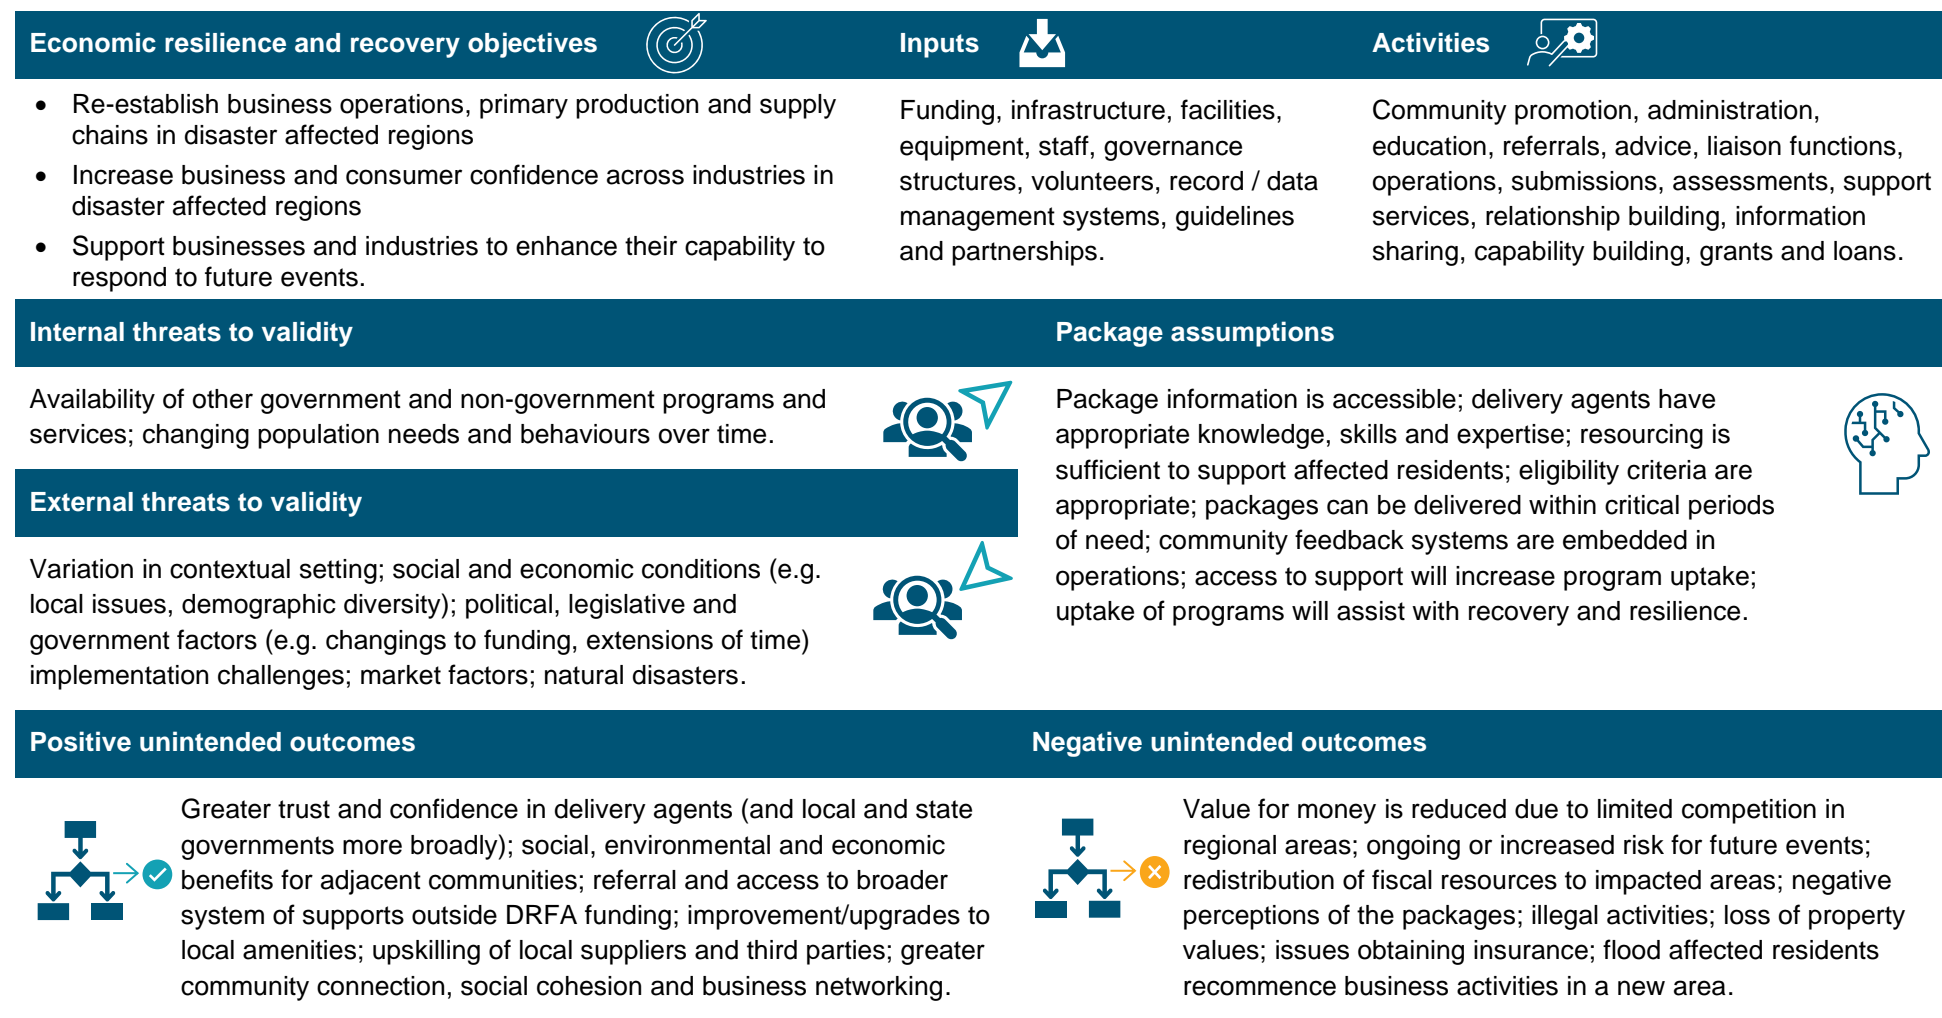 Economic resilience and recovery objectives
• Re-establish business operations, primary production and supply
chains in disaster affected regions
• Increase business and consumer confidence across industries in
disaster affected regions
• Support businesses and industries to enhance their capability to
respond to future events.
Inputs
Funding, infrastructure, facilities,
equipment, staff, governance
structures, volunteers, record / data
management systems, guidelines
and partnerships.
Activities
Community promotion, administration,
education, referrals, advice, liaison functions,
operations, submissions, assessments, support
services, relationship building, information
sharing, capability building, grants and loans.
Internal threats to validity
Availability of other government and non-government programs and
services; changing population needs and behaviours over time.
External threats to validity
Variation in contextual setting; social and economic conditions (e.g.
local issues, demographic diversity); political, legislative and
government factors (e.g. changings to funding, extensions of time)
implementation challenges; market factors; natural disasters.
Package assumptions
Package information is accessible; delivery agents have
appropriate knowledge, skills and expertise; resourcing is
sufficient to support affected residents; eligibility criteria are
appropriate; packages can be delivered within critical periods
of need; community feedback systems are embedded in
operations; access to support will increase program uptake;
uptake of programs will assist with recovery and resilience.
Positive unintended outcomes
Greater trust and confidence in delivery agents (and local and state
governments more broadly); social, environmental and economic
benefits for adjacent communities; referral and access to broader
system of supports outside DRFA funding; improvement/upgrades to
local amenities; upskilling of local suppliers and third parties; greater
community connection, social cohesion and business networking.
Negative unintended outcomes
Value for money is reduced due to limited competition in
regional areas; ongoing or increased risk for future events;
redistribution of fiscal resources to impacted areas; negative
perceptions of the packages; illegal activities; loss of property
values; issues obtaining insurance; flood affected residents
recommence business activities in a new area.